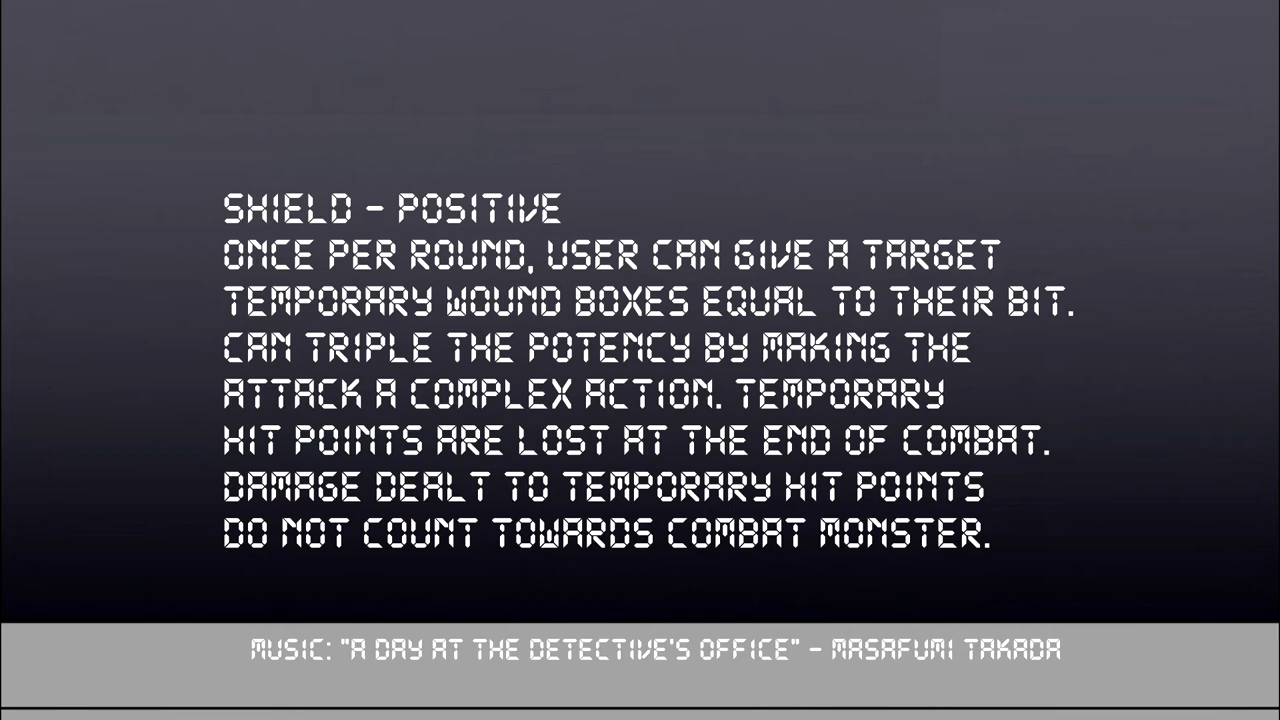 SHIELD - POSITIVE
ONCE PER ROUND, USER CAN GIVE A TARGET
TEMPORARY WOUND BOXES EQUAL TO THEIR BIT.
CAN TRIPLE THE POTENCY BY MAKING THE
ATTACK A COMPLEX ACTION. TEMPORARY
HIT POINTS ARE LOST AT THE END OF COMBAT.
DAMAGE DEALT TO TEMPORARY HIT POINTS
DO NOT COUNT TOWARDS COMBAT MONSTER.
MUSIC: "A DAY AT THE DETECTIVE'S OFFICE" - MASAFUMI TAKADA